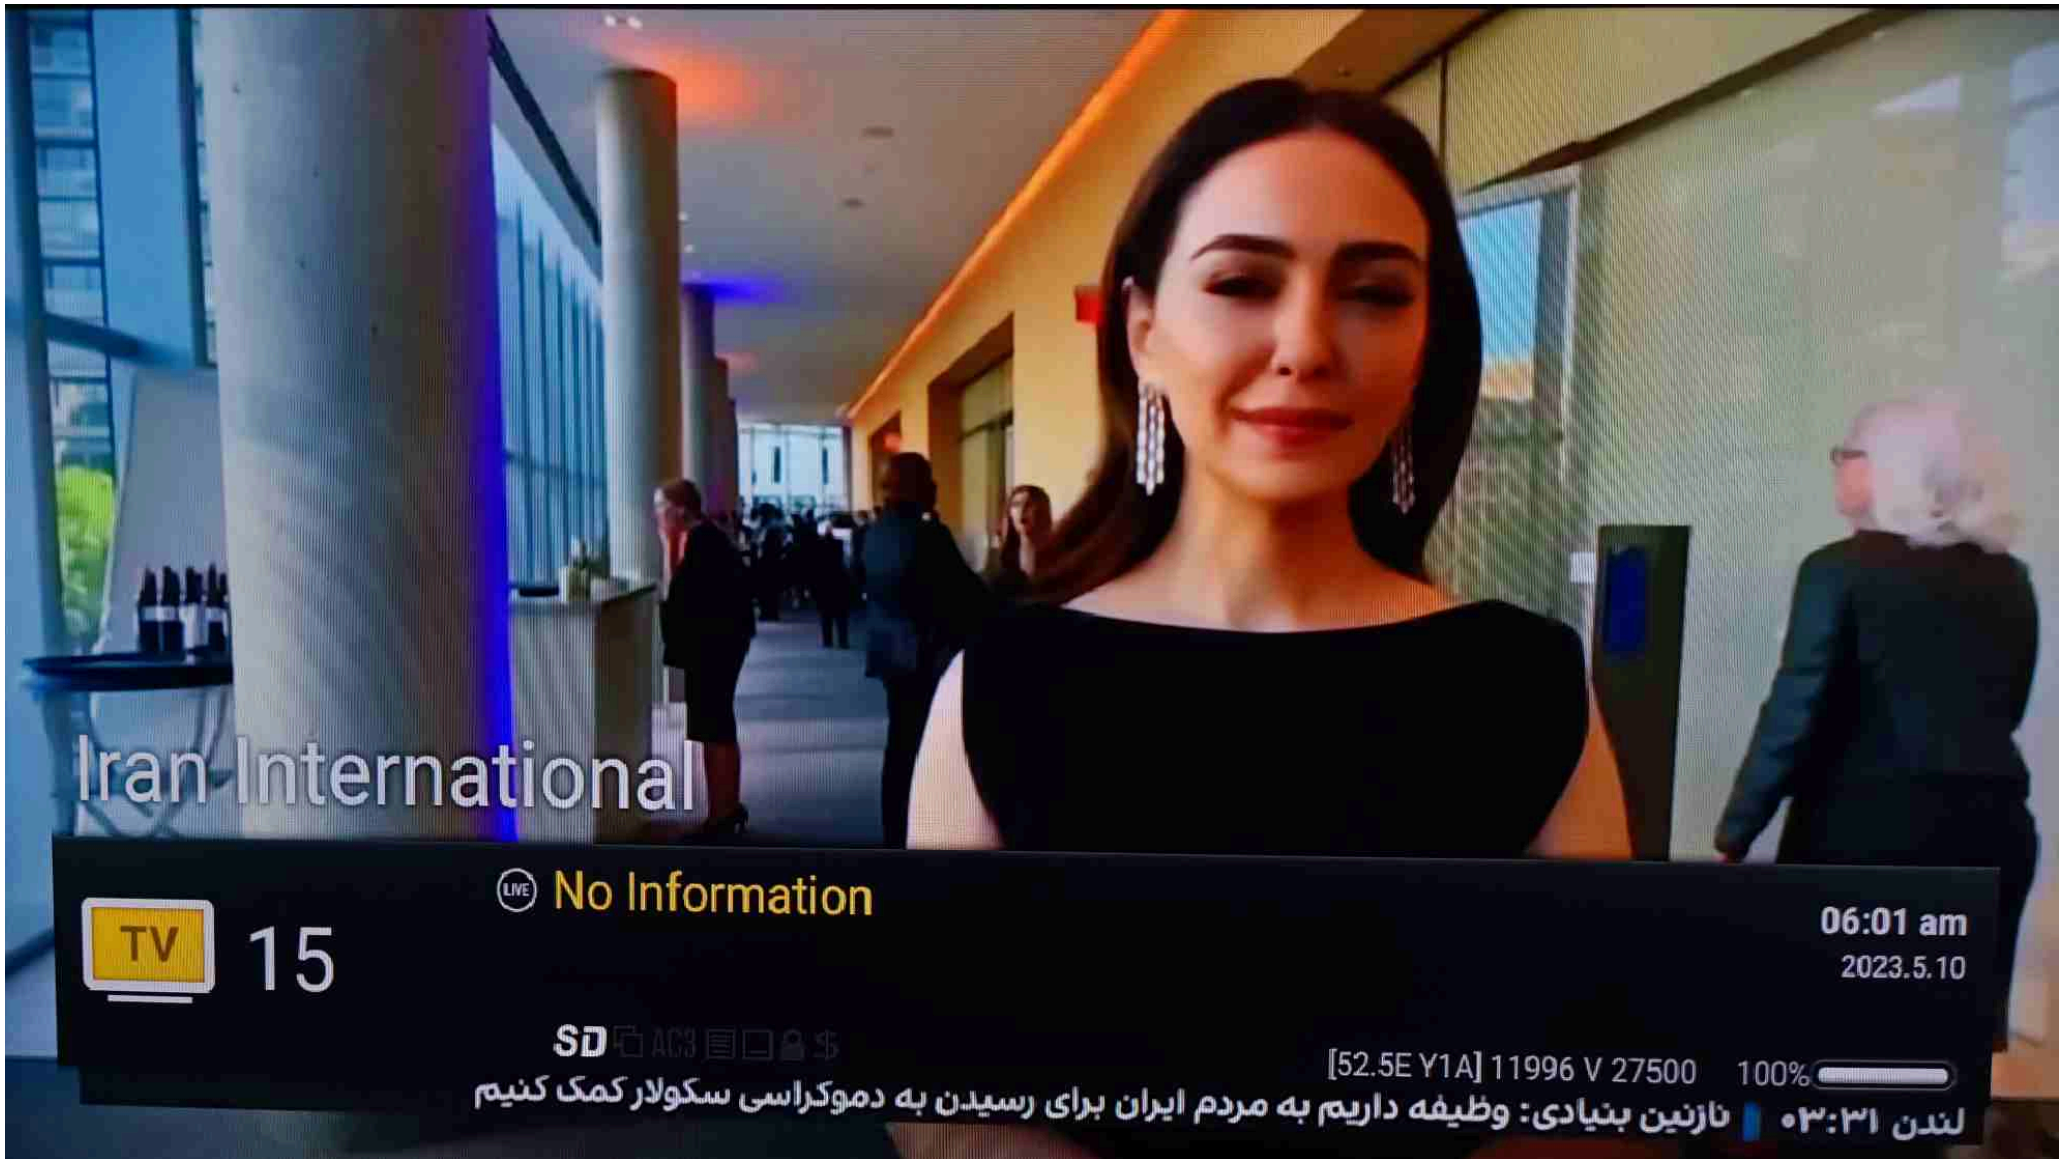 Iran International
LIVE No Information
TV 15
06:01 am
2023.5.10
SD AC3 $
[52.5E Y1A] 11996 V 27500 100%
لندن ۰۳:۳۱ نازنین بنیادی: وظیفه داریم به مردم ایران برای رسیدن به دموکراسی سکولار کمک کنیم